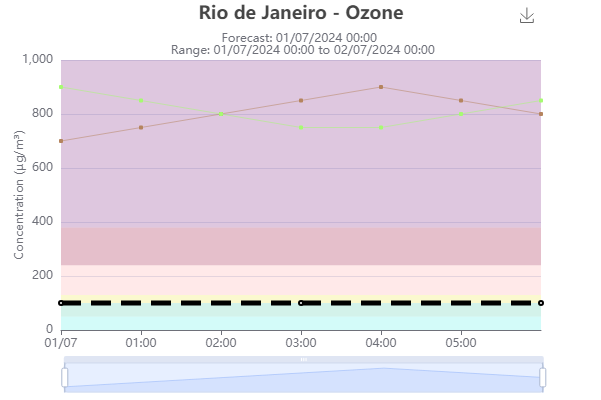 Rio de Janeiro - Ozone
Forecast: 01/07/2024 00:00
Range: 01/07/2024 00:00 to 02/07/2024 00:00
Concentration (µg/m³)
1,000
800
600
400
200
0
01/07 01:00 02:00 03:00 04:00 05:00